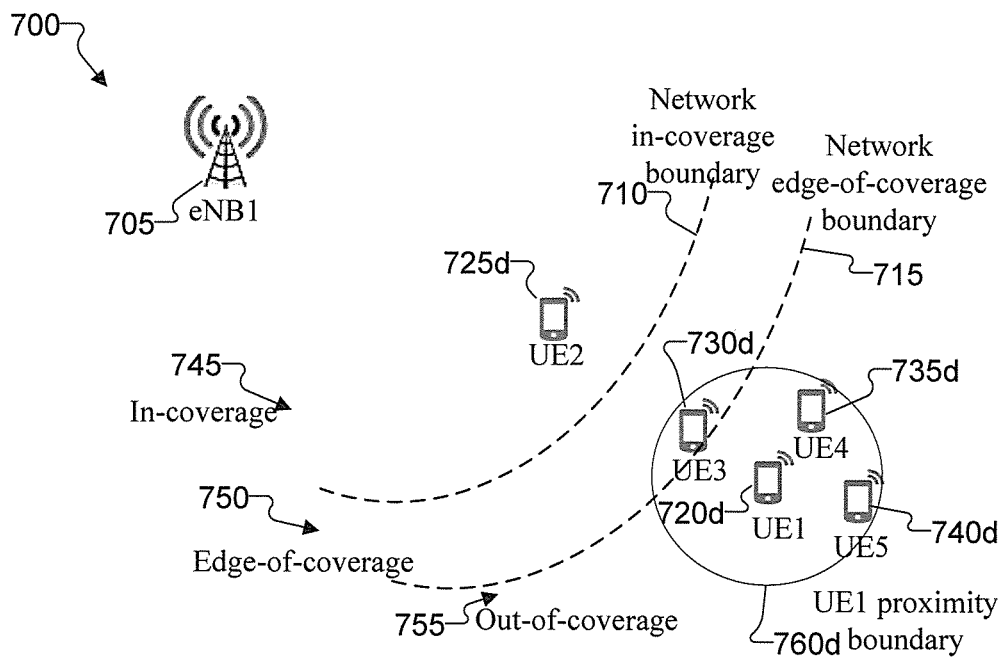 700
Network
in-coverage
boundary
Network
edge-of-coverage
boundary
710
705
eNB1
715
725d
UE2
730d
735d
745
In-coverage
UE4
UE3
750
720d
UE1
740d
UE5
Edge-of-coverage
755
Out-of-coverage
UE1 proximity
boundary
760d